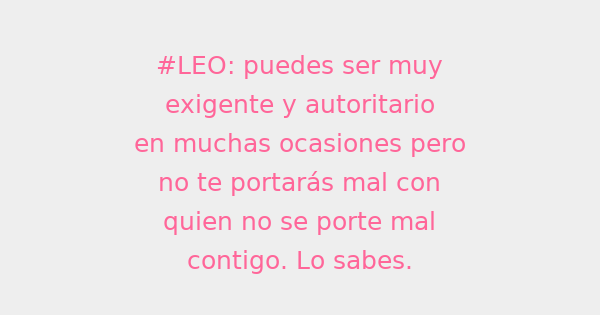 #LEO: puedes ser muy
exigente y autoritario
en muchas ocasiones pero
no te portarás mal con
quien no se porte mal
contigo. Lo sabes.